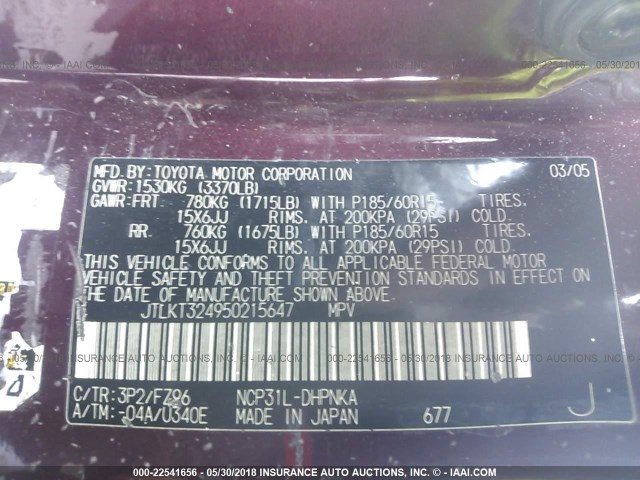 MFD.BY:TOYOTA MOTOR CORPORATION 03/05
GVWR:1530KG (3370LB)
GAWR:FRT. 780KG (1715LB) WITH P185/60R15 TIRES.
15X6JJ RIMS. AT 200KPA (29PSI) COLD.
RR. 760KG (1675LB) WITH P185/60R15 TIRES.
15X6JJ RIMS. AT 200KPA (29PSI) COLD.
THIS VEHICLE CONFORMS TO ALL APPLICABLE FEDERAL MOTOR
VEHICLE SAFETY AND THEFT PREVENTION STANDARDS IN EFFECT ON
THE DATE OF MANUFACTURE SHOWN ABOVE.
JTLKT324950215647 MPV
C/TR:3P2/FZ96 NCP31L-DHPNKA
A/TM:-04A/U340E MADE IN JAPAN 677 J
000-22541656 - 05/30/2018 - © IAAI - IAAI.COM